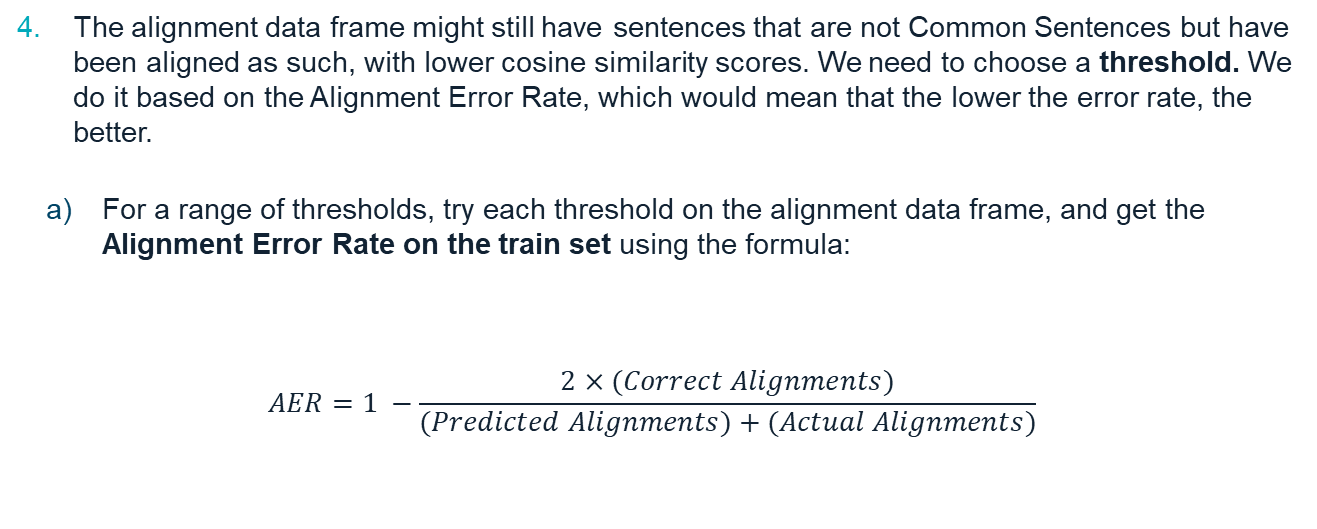 4. The alignment data frame might still have sentences that are not Common Sentences but have
been aligned as such, with lower cosine similarity scores. We need to choose a threshold. We
do it based on the Alignment Error Rate, which would mean that the lower the error rate, the
better.
a) For a range of thresholds, try each threshold on the alignment data frame, and get the
Alignment Error Rate on the train set using the formula:
2 × (Correct Alignments)
AER = 1 −
(Predicted Alignments) + (Actual Alignments)